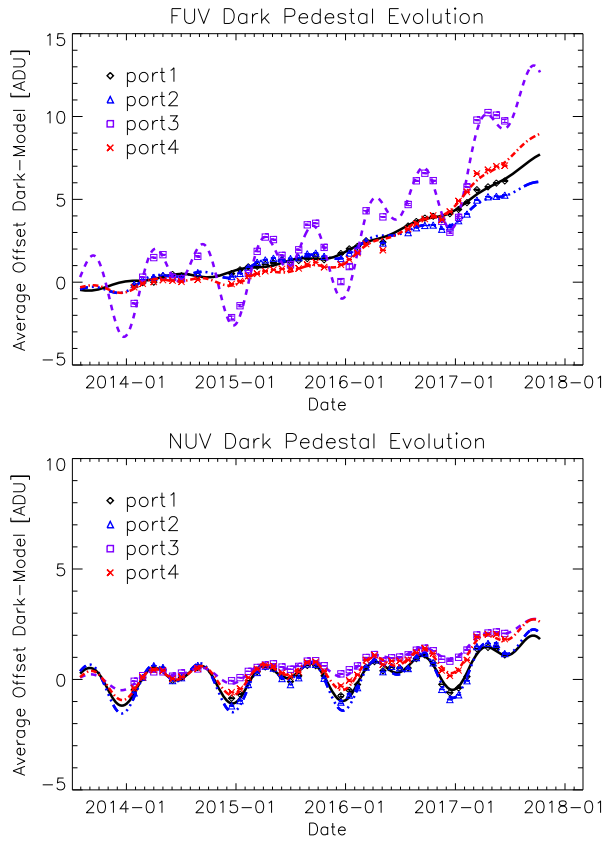 FUV Dark Pedestal Evolution
Average Offset Dark-Model [ADU]
15
10
5
0
-5
port1
port2
port3
port4
2014-01 2015-01 2016-01 2017-01 2018-01
Date
NUV Dark Pedestal Evolution
Average Offset Dark-Model [ADU]
10
5
0
-5
port1
port2
port3
port4
2014-01 2015-01 2016-01 2017-01 2018-01
Date